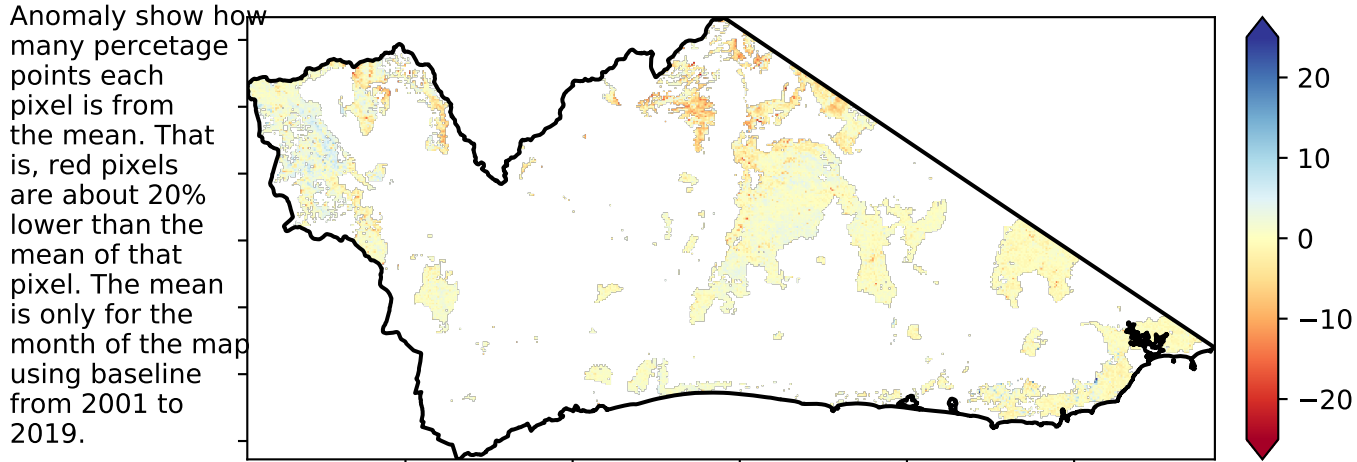 Anomaly show how
many percetage
points each
pixel is from
the mean. That
is, red pixels
are about 20%
lower than the
mean of that
pixel. The mean
is only for the
month of the map
using baseline
from 2001 to
2019.
20
10
0
−10
−20